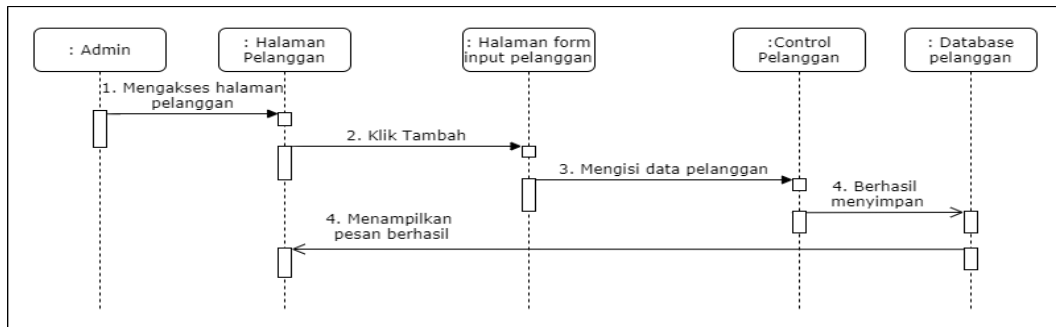 : Admin
: Halaman
Pelanggan
: Halaman form
input pelanggan
:Control
Pelanggan
: Database
pelanggan
1. Mengakses halaman
pelanggan
2. Klik Tambah
3. Mengisi data pelanggan
4. Berhasil
menyimpan
4. Menampilkan
pesan berhasil